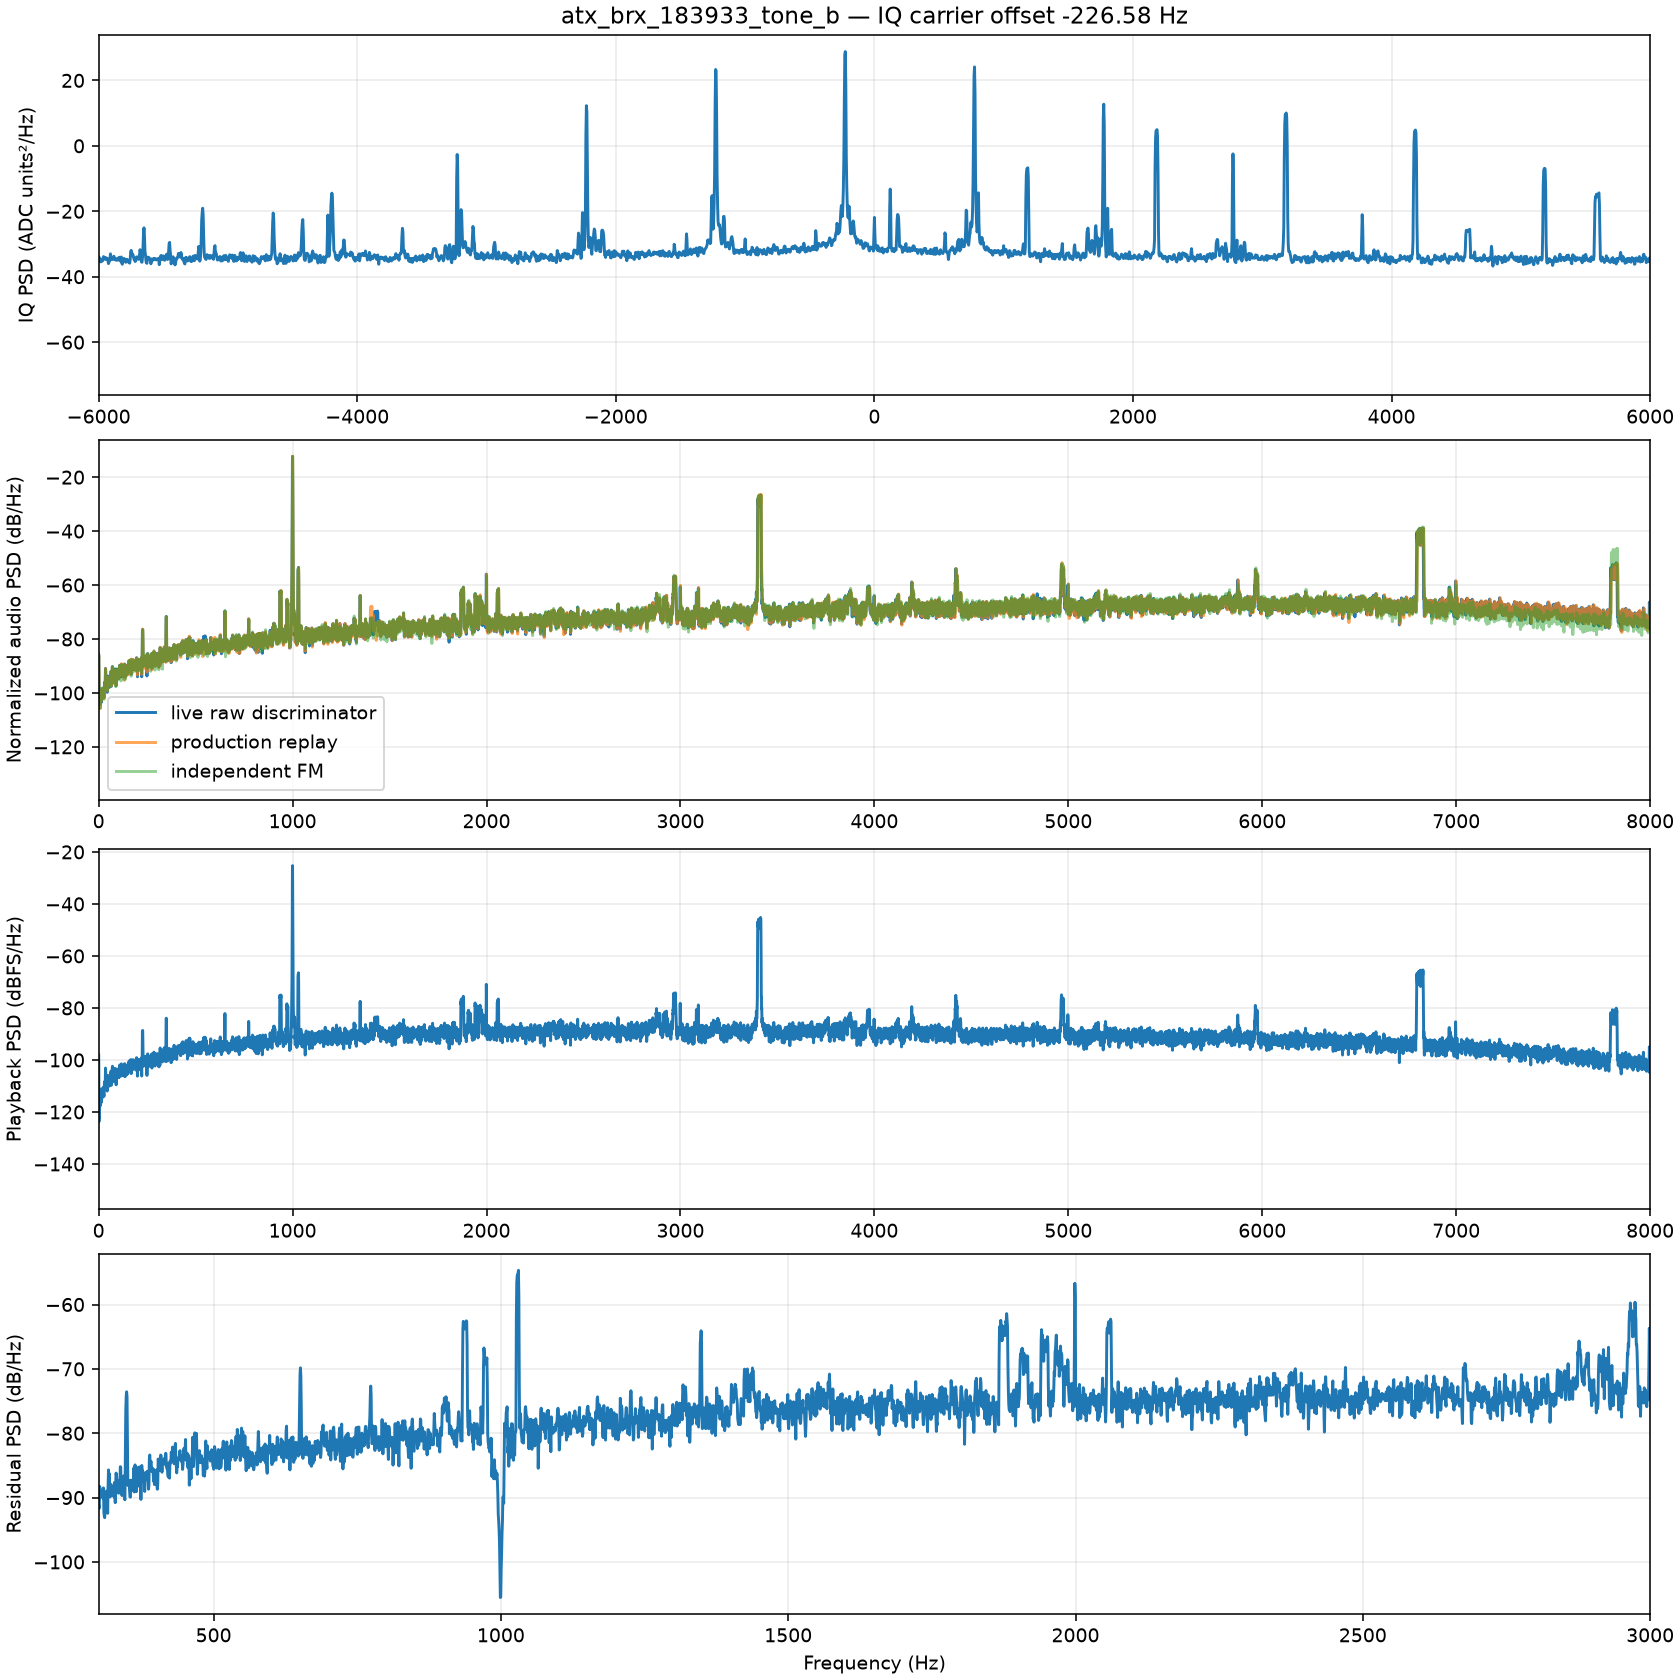 atx_brx_183933_tone_b — IQ carrier offset -226.58 Hz
IQ PSD (ADC units²/Hz)
20
0
−20
−40
−60
−6000 −4000 −2000 0 2000 4000 6000
Normalized audio PSD (dB/Hz)
−20
−40
−60
−80
−100
−120
live raw discriminator
production replay
independent FM
0 1000 2000 3000 4000 5000 6000 7000 8000
Playback PSD (dBFS/Hz)
−20
−40
−60
−80
−100
−120
−140
0 1000 2000 3000 4000 5000 6000 7000 8000
Residual PSD (dB/Hz)
−60
−70
−80
−90
−100
500 1000 1500 2000 2500 3000
Frequency (Hz)